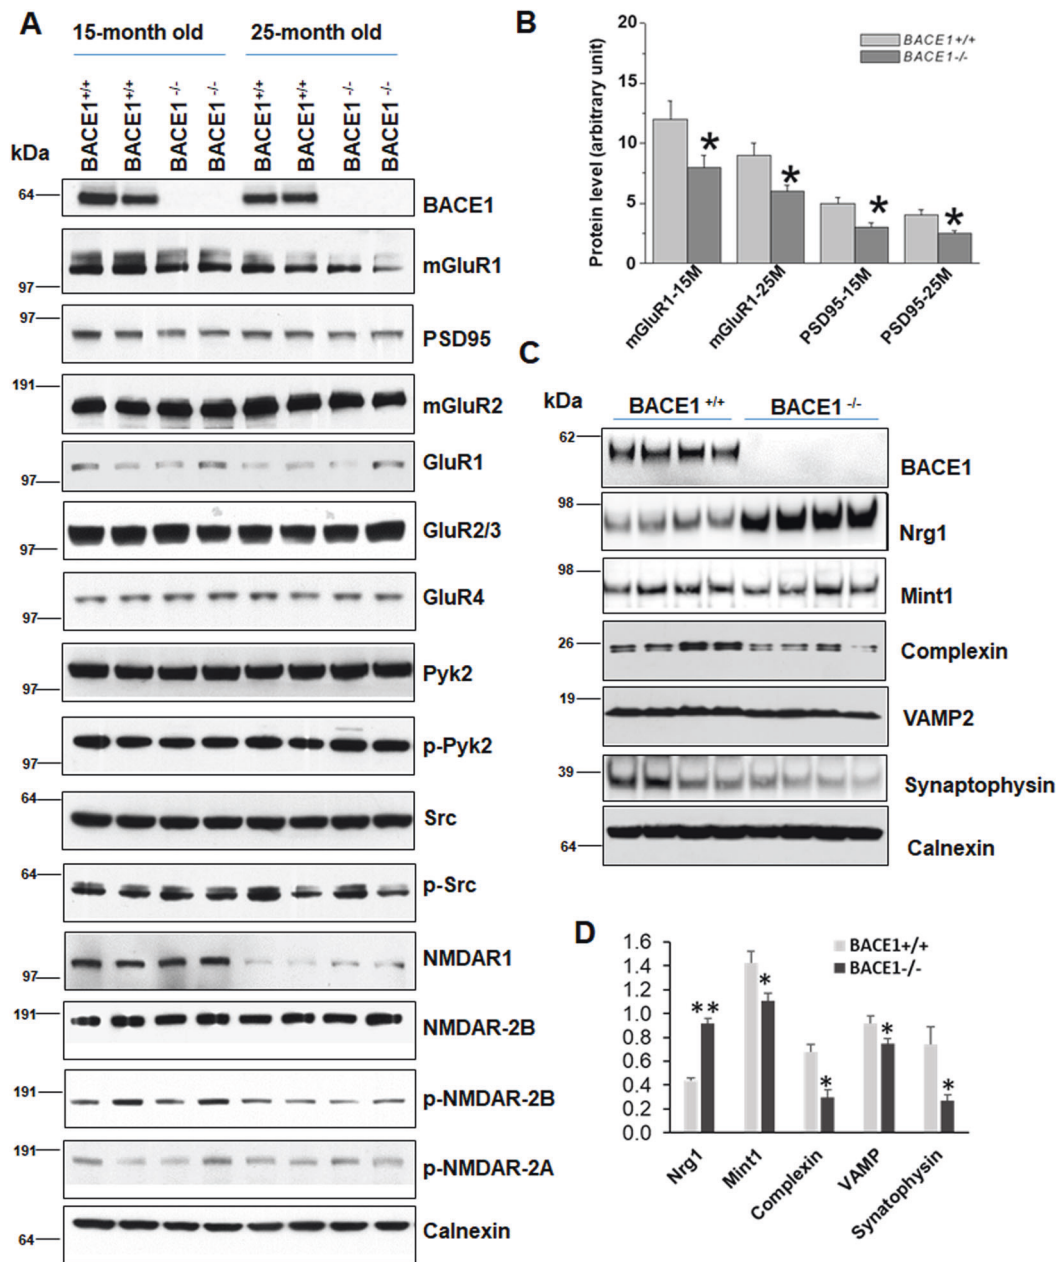 A
15-month old 25-month old
BACE1+/+ BACE1+/+ BACE1 -/- BACE1 -/- BACE1+/+ BACE1+/+ BACE1 -/- BACE1 -/-
kDa
64 BACE1
mGluR1
97
97
PSD95
191
mGluR2
GluR1
97
GluR2/3
97
GluR4
97
Pyk2
97
p-Pyk2
97
64
Src
64
p-Src
NMDAR1
97
191
NMDAR-2B
191
p-NMDAR-2B
191
p-NMDAR-2A
Calnexin
64
B
Protein level (arbitrary unit)
20
15
10
5
0
BACE1+/+
BACE1-/-
* * * *
mGluR1-15M mGluR1-25M PSD95-15M PSD95-25M
C
kDa BACE1 +/+ BACE1 -/-
62
BACE1
98
Nrg1
98
Mint1
26 Complexin
19
VAMP2
39
Synaptophysin
64 Calnexin
D
1.6
1.4
1.2
1.0
0.8
0.6
0.4
0.2
0.0
BACE1+/+
BACE1-/-
** * * * *
Nrg1 Mint1 Complexin VAMP Synatophysin